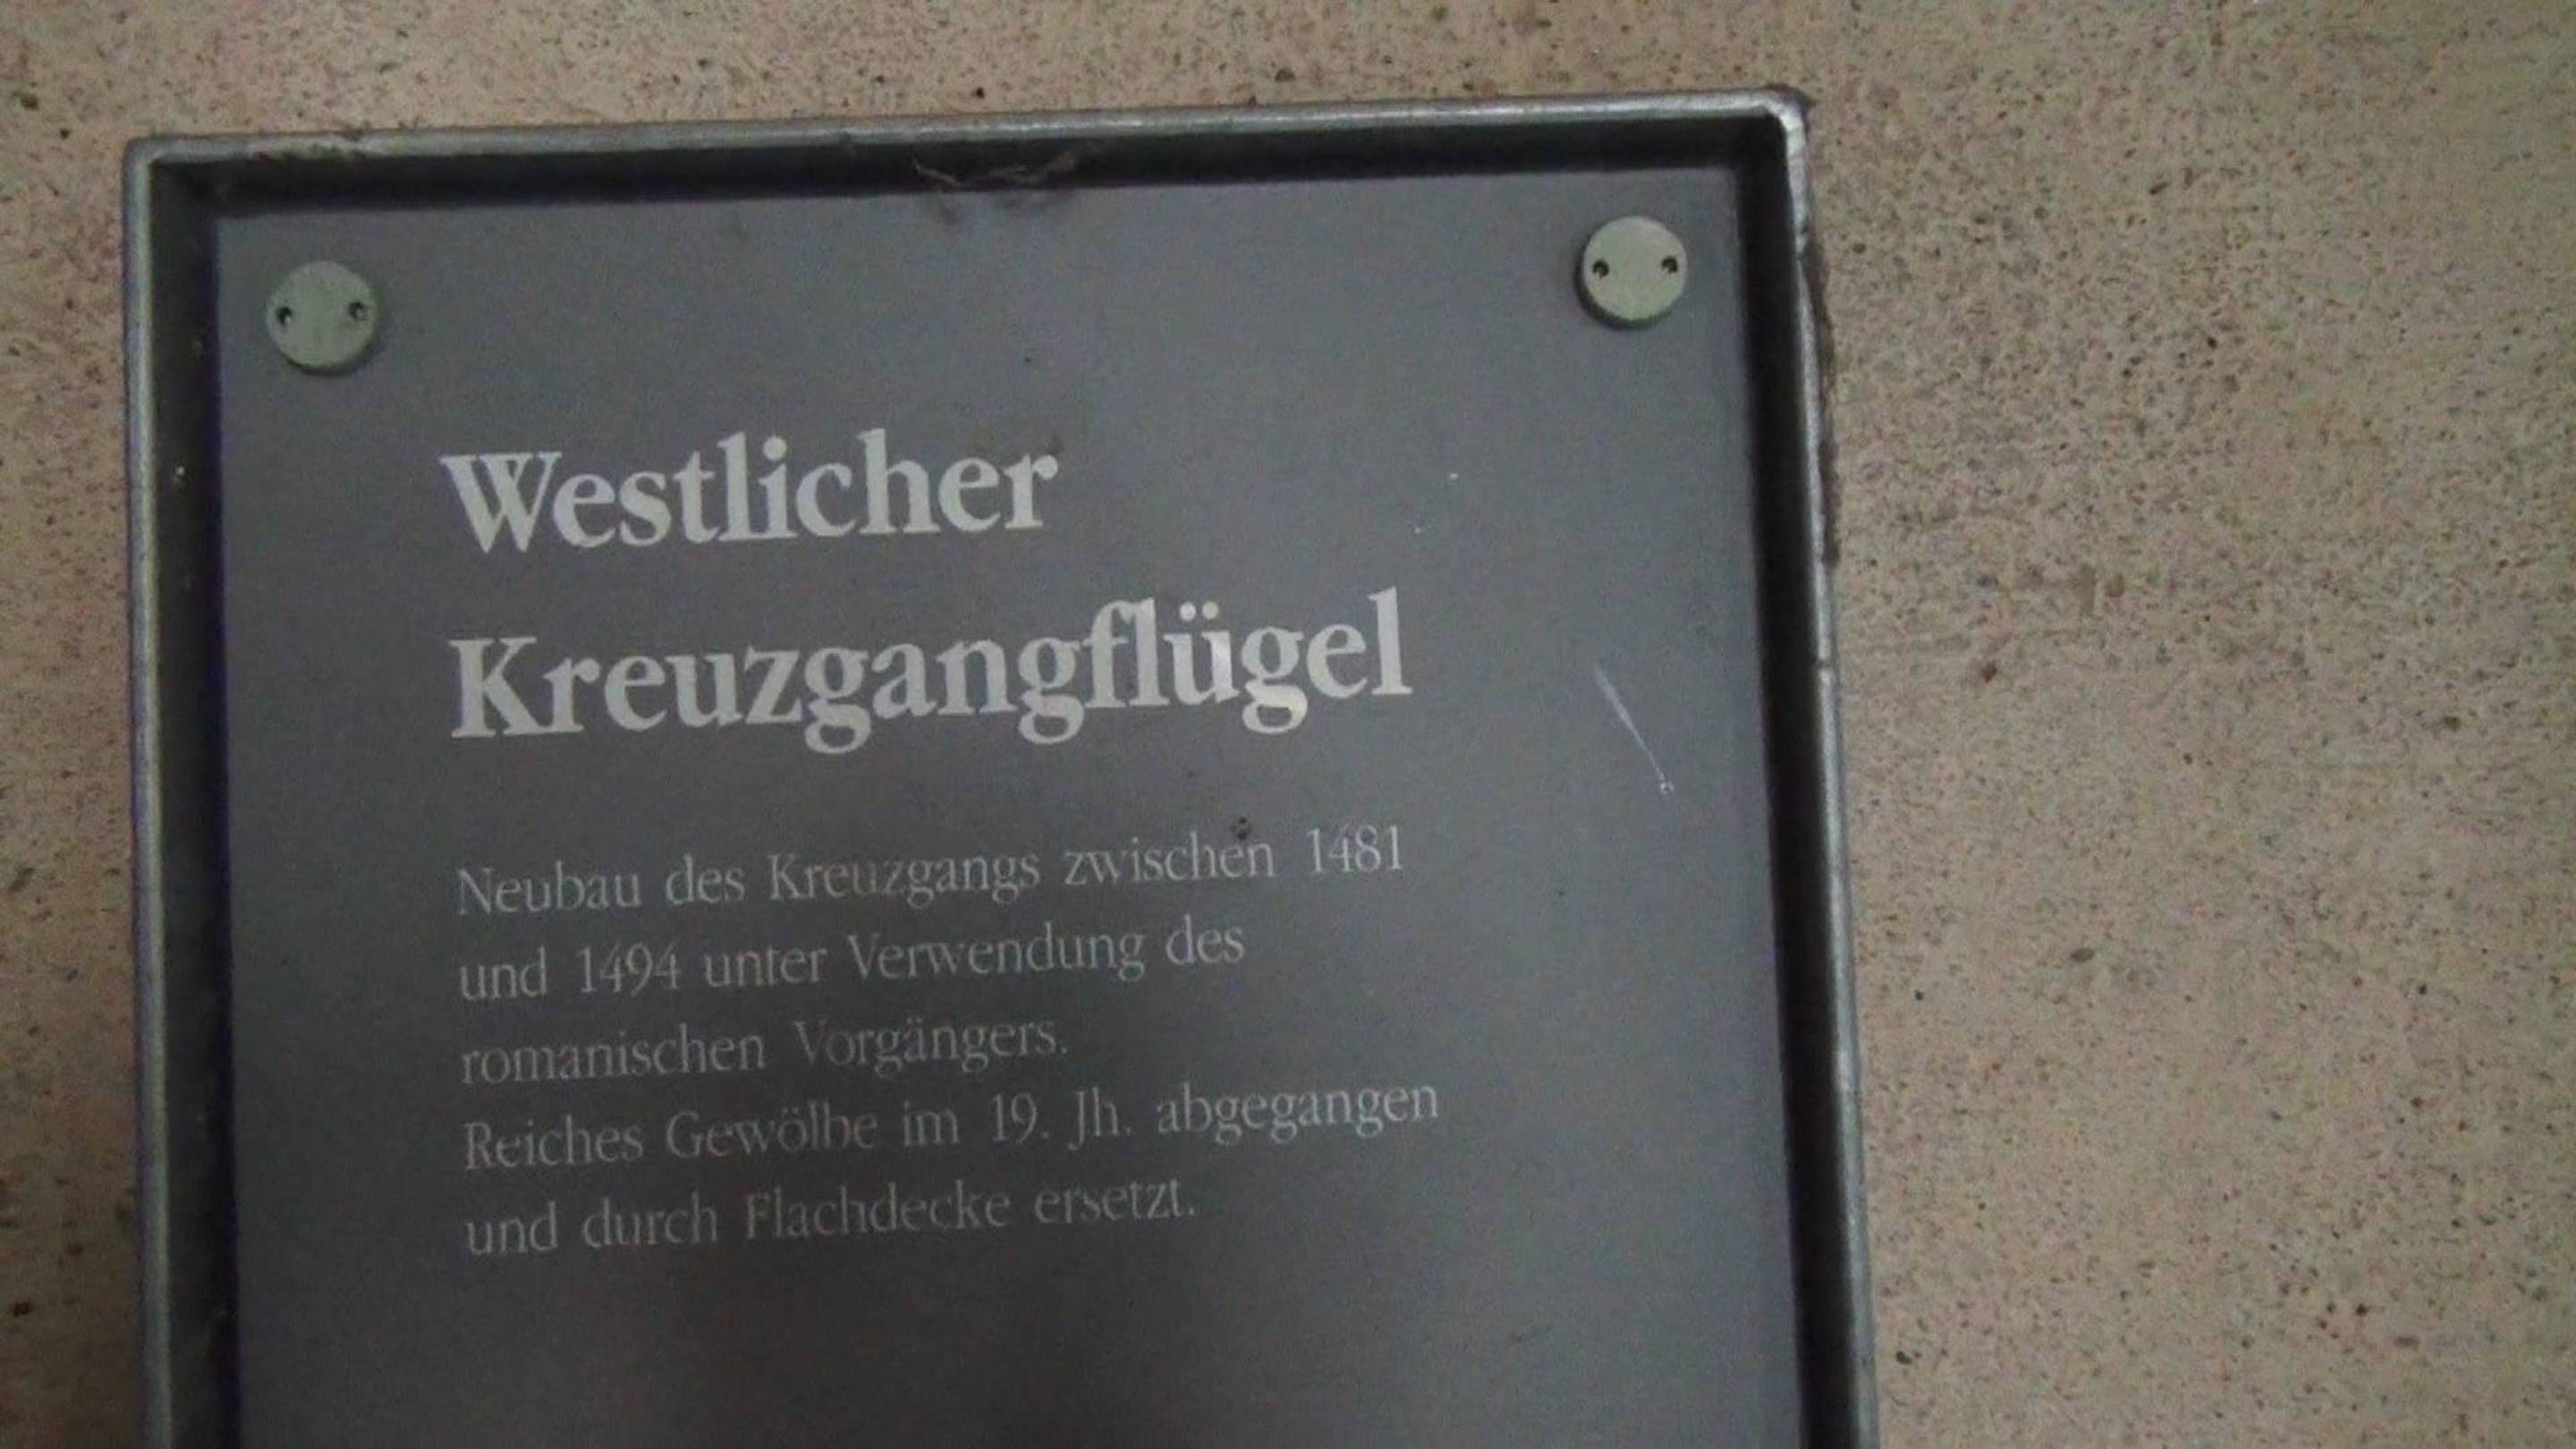 Westlicher
Kreuzgangflügel
Neubau des Kreuzgangs zwischen 1481
und 1494 unter Verwendung des
romanischen Vorgängers.
Reiches Gewölbe im 19. Jh. abgegangen
und durch Flachdecke ersetzt.